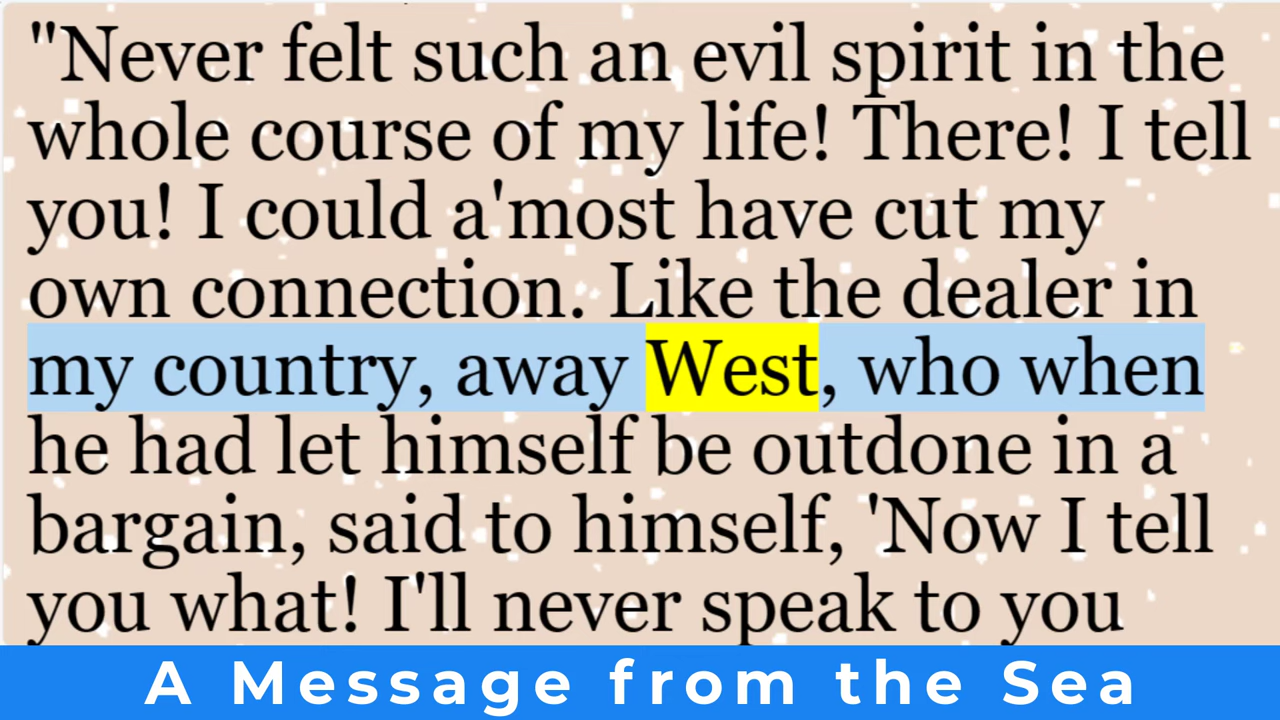 "Never felt such an evil spirit in the
whole course of my life! There! I tell
you! I could a'most have cut my
own connection. Like the dealer in
my country, away West, who when
he had let himself be outdone in a
bargain, said to himself, 'Now I tell
you what! I'll never speak to you
A Message from the Sea